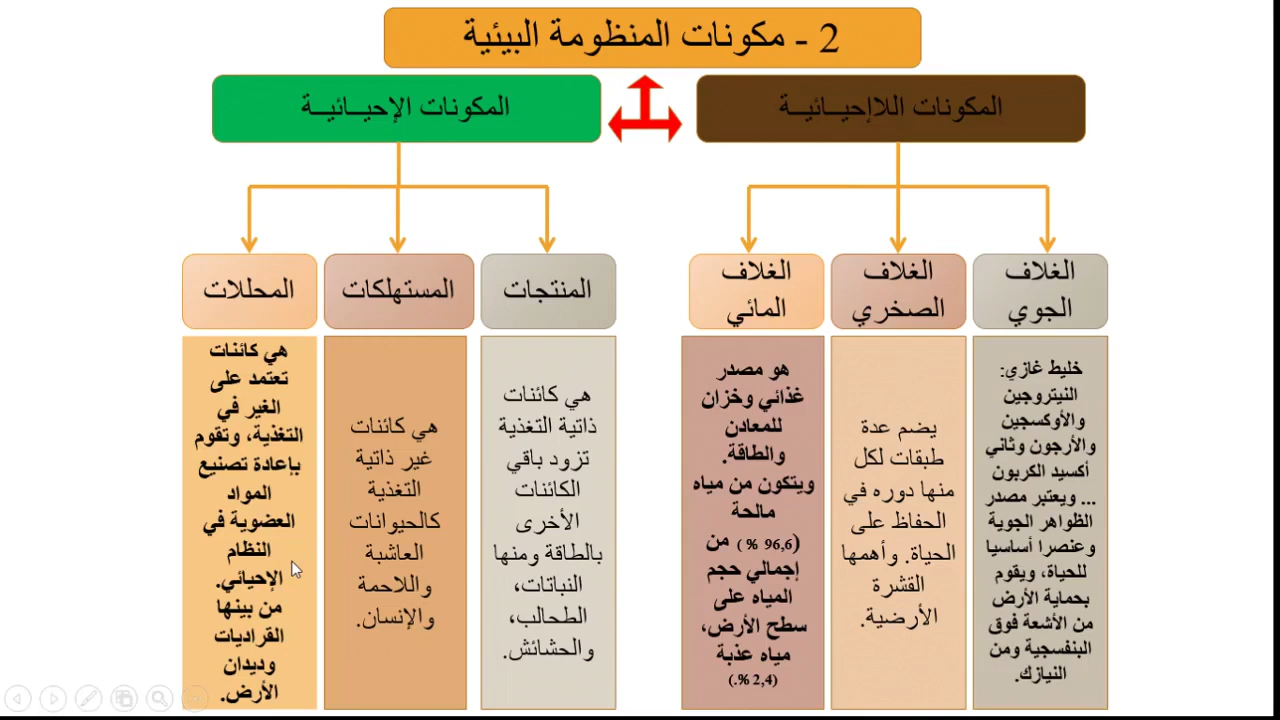 2 - مكونات المنظومة البيئية
المكونات اللاإحيـــائيـــة
المكونات الإحيـــائيـــة
الغلاف
الجوي
خليط غازي:
النيتروجين
والأوكسجين
والأرجون وثاني
أكسيد الكربون
... ويعتبر مصدر
الظواهر الجوية
وعنصرا أساسيا
للحياة، ويقوم
بحماية الأرض
من الأشعة فوق
البنفسجية ومن
النيازك.
الغلاف
الصخري
يضم عدة
طبقات لكل
منها دوره في
الحفاظ على
الحياة. وأهمها
القشرة
الأرضية.
الغلاف
المائي
هو مصدر
غذائي وخزان
للمعادن
والطاقة.
ويتكون من مياه
مالحة
(96,6 % ) من
إجمالي حجم
المياه على
سطح الأرض،
مياه عذبة
(2,4 %.)
المنتجات
هي كائنات
ذاتية التغذية
تزود باقي
الكائنات
الأخرى
بالطاقة ومنها
النباتات،
الطحالب،
والحشائش.
المستهلكات
هي كائنات
غير ذاتية
التغذية
كالحيوانات
العاشبة
واللاحمة
والإنسان.
المحللات
هي كائنات
تعتمد على
الغير في
التغذية، وتقوم
بإعادة تصنيع
المواد
العضوية في
النظام
الإحيائي.
من بينها
القراديات
وديدان
الأرض.